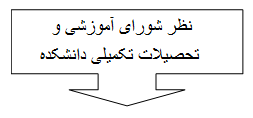 نظر شورای آموزشی و
تحصیلات تکمیلی دانشکده